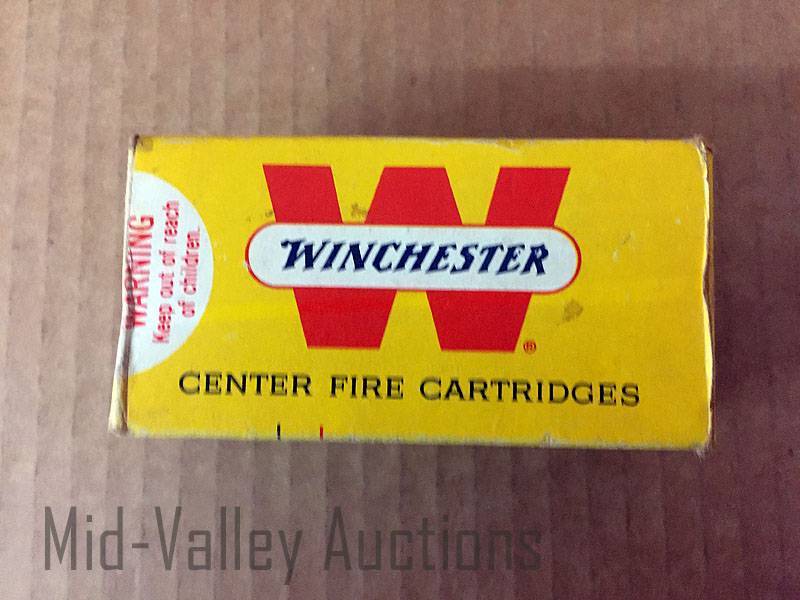 W
WINCHESTER
®
CENTER FIRE CARTRIDGES
WARNING
Keep out of reach
of children.
Mid-Valley Auctions